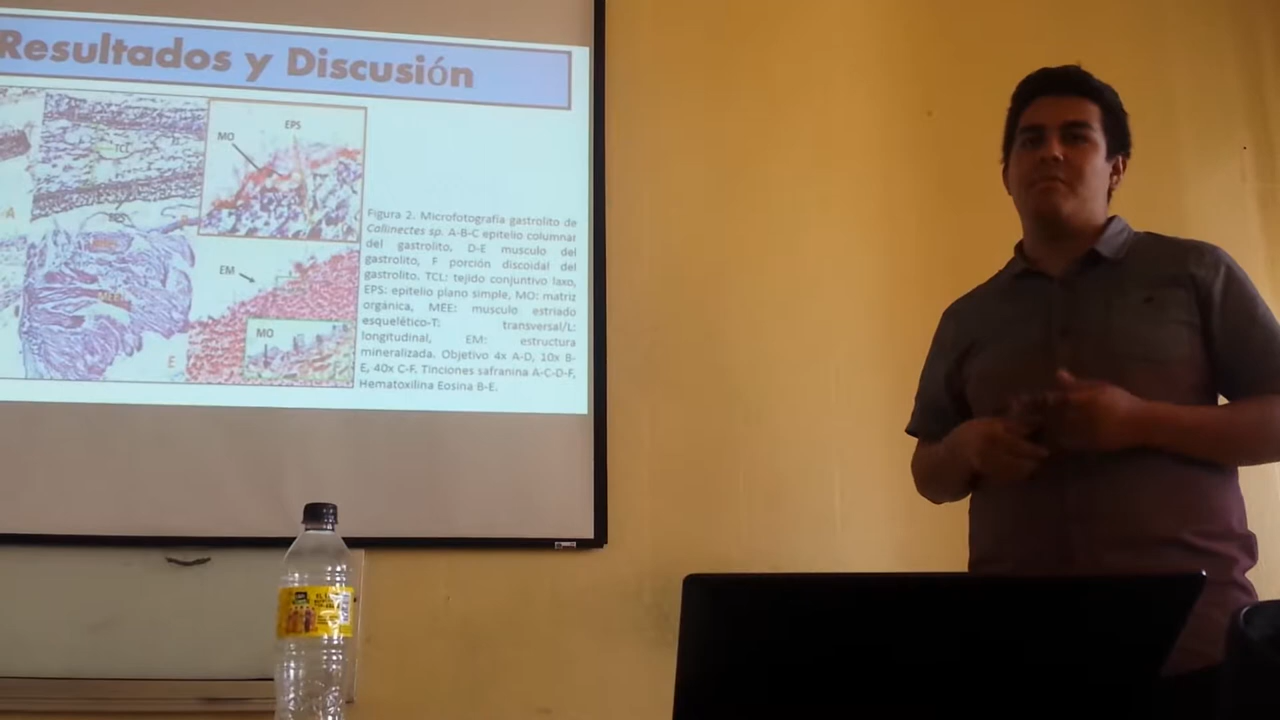 Resultados y Discusión
MO
EPS
TCL
A
EM
MO
MEE
E
Figura 2. Microfotografía gastrolito de
Callinectes sp. A-B-C epitelio columnar
del gastrolito, D-E musculo del
gastrolito, F porción discoidal del
gastrolito. TCL: tejido conjuntivo laxo,
EPS: epitelio plano simple, MO: matriz
orgánica, MEE: musculo estriado
esquelético-T: transversal/L:
longitudinal, EM: estructura
mineralizada. Objetivo 4x A-D, 10x B-
E, 40x C-F. Tinciones safranina A-C-D-F,
Hematoxilina Eosina B-E.